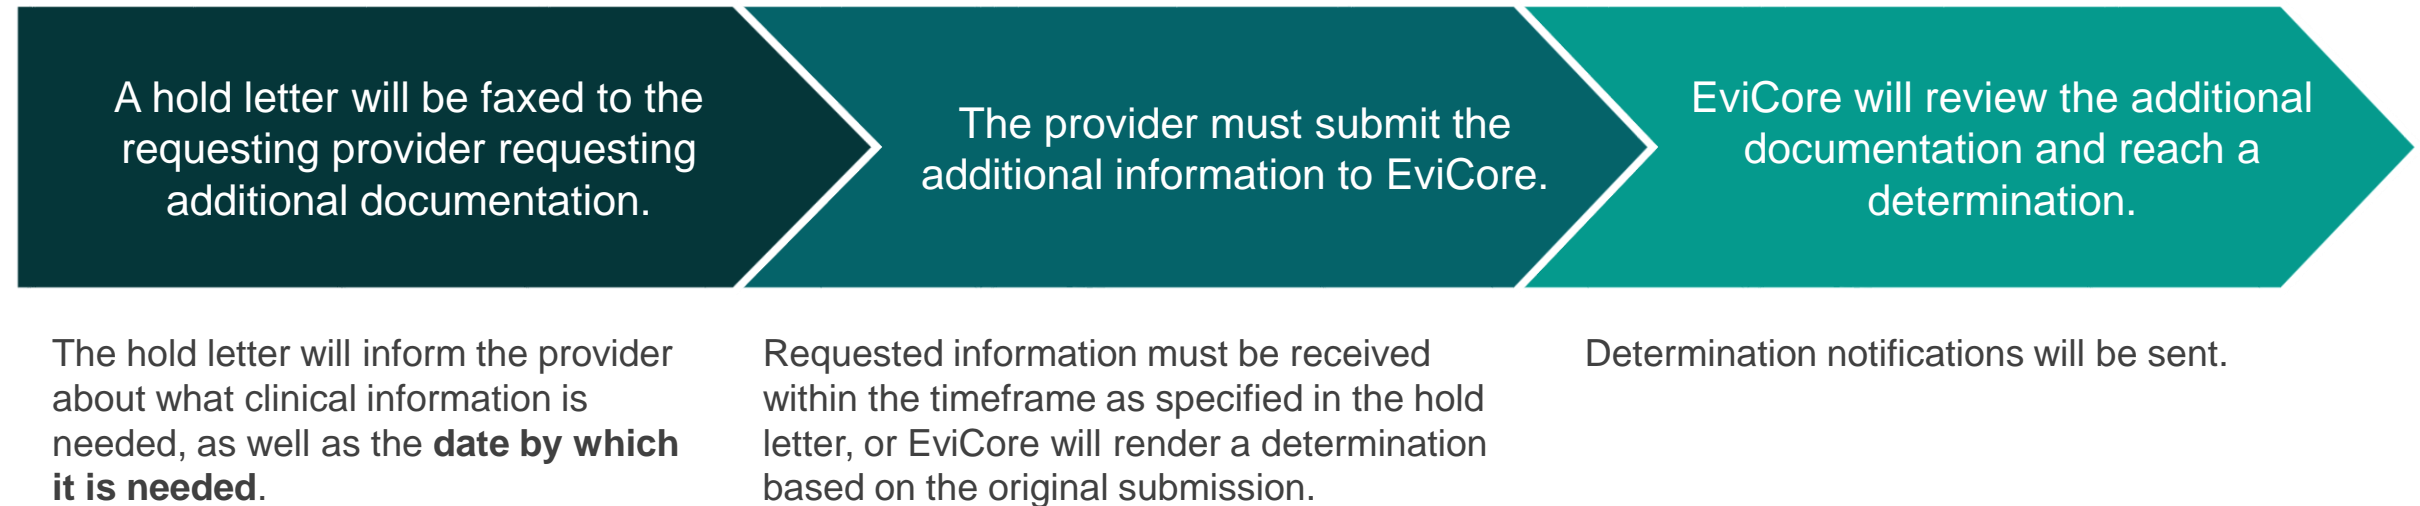 A hold letter will be faxed to the
requesting provider requesting
additional documentation.
The provider must submit the
additional information to EviCore.
EviCore will review the additional
documentation and reach a
determination.
The hold letter will inform the provider
about what clinical information is
needed, as well as the date by which
it is needed.
Requested information must be received
within the timeframe as specified in the hold
letter, or EviCore will render a determination
based on the original submission.
Determination notifications will be sent.